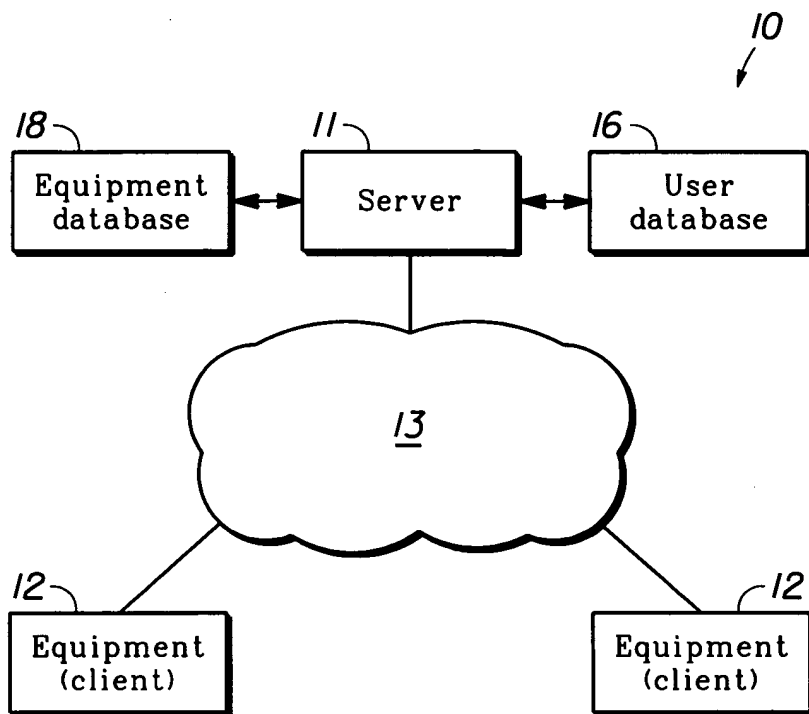 10
18
11
16
Equipment
database
Server
User
database
13
12
12
Equipment
(client)
Equipment
(client)